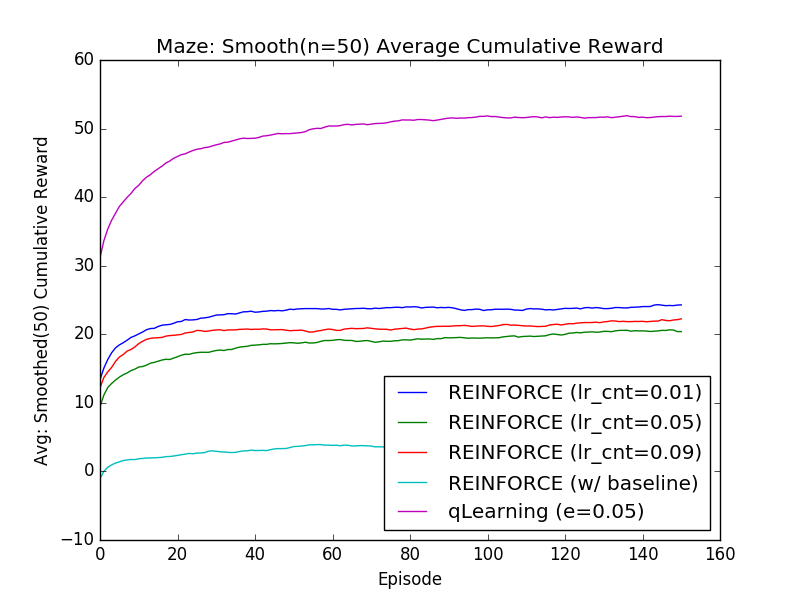 Maze: Smooth(n=50) Average Cumulative Reward
60
50
40
30
20
10
0
−10
Avg: Smoothed(50) Cumulative Reward
REINFORCE (lr_cnt=0.01)
REINFORCE (lr_cnt=0.05)
REINFORCE (lr_cnt=0.09)
REINFORCE (w/ baseline)
qLearning (e=0.05)
0 20 40 60 80 100 120 140 160
Episode